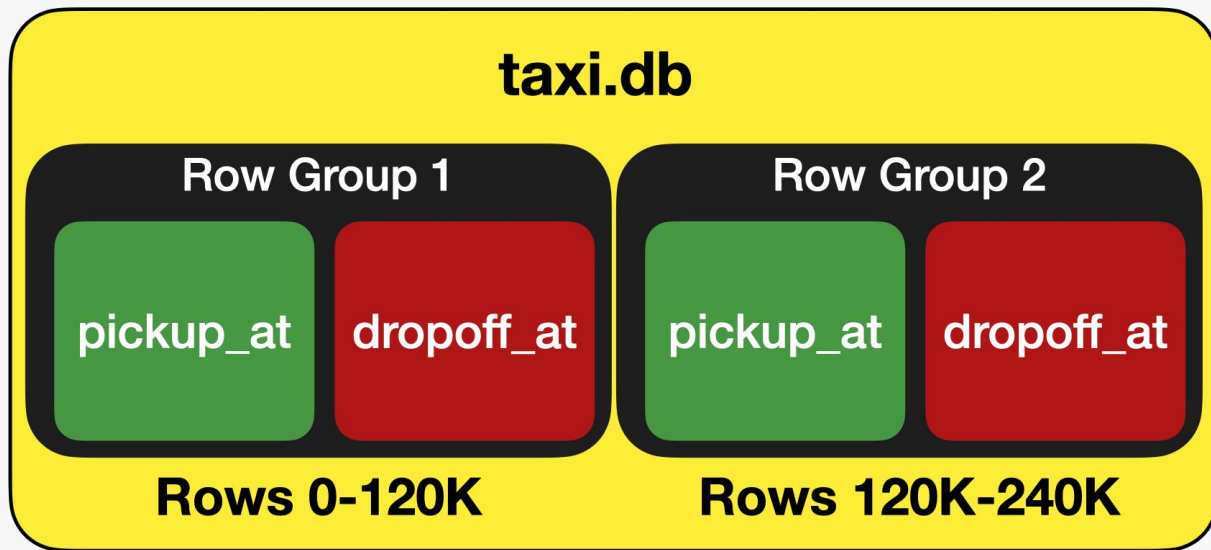 taxi.db
Row Group 1
Row Group 2
pickup_at
dropoff_at
pickup_at
dropoff_at
Rows 0-120K
Rows 120K-240K